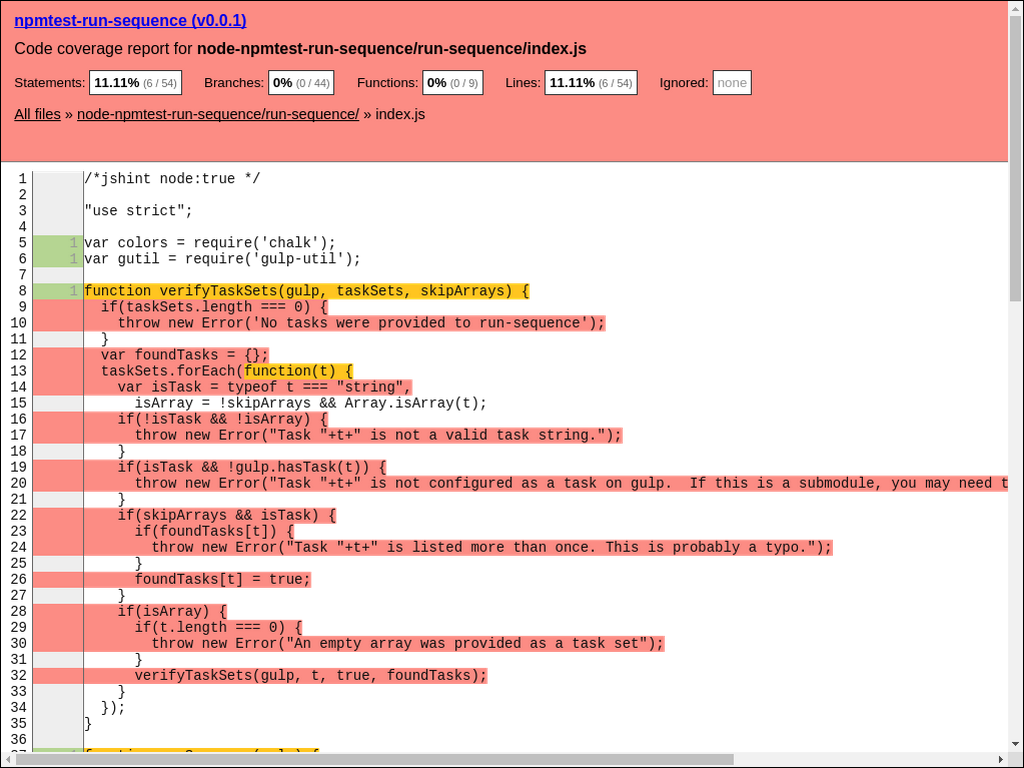 npmtest-run-sequence (v0.0.1)
Code coverage report for node-npmtest-run-sequence/run-sequence/index.js
Statements: 11.11% (6 / 54) Branches: 0% (0 / 44) Functions: 0% (0 / 9) Lines: 11.11% (6 / 54) Ignored: none
All files » node-npmtest-run-sequence/run-sequence/ » index.js
1 /*jshint node:true */
2
3 "use strict";
4
5 1 var colors = require('chalk');
6 1 var gutil = require('gulp-util');
7
8 1 function verifyTaskSets(gulp, taskSets, skipArrays) {
9 if(taskSets.length === 0) {
10 throw new Error('No tasks were provided to run-sequence');
11 }
12 var foundTasks = {};
13 taskSets.forEach(function(t) {
14 var isTask = typeof t === "string",
15 isArray = !skipArrays && Array.isArray(t);
16 if(!isTask && !isArray) {
17 throw new Error("Task "+t+" is not a valid task string.");
18 }
19 if(isTask && !gulp.hasTask(t)) {
20 throw new Error("Task "+t+" is not configured as a task on gulp.  If this is a submodule, you may need t
21 }
22 if(skipArrays && isTask) {
23 if(foundTasks[t]) {
24 throw new Error("Task "+t+" is listed more than once. This is probably a typo.");
25 }
26 foundTasks[t] = true;
27 }
28 if(isArray) {
29 if(t.length === 0) {
30 throw new Error("An empty array was provided as a task set");
31 }
32 verifyTaskSets(gulp, t, true, foundTasks);
33 }
34 });
35 }
36